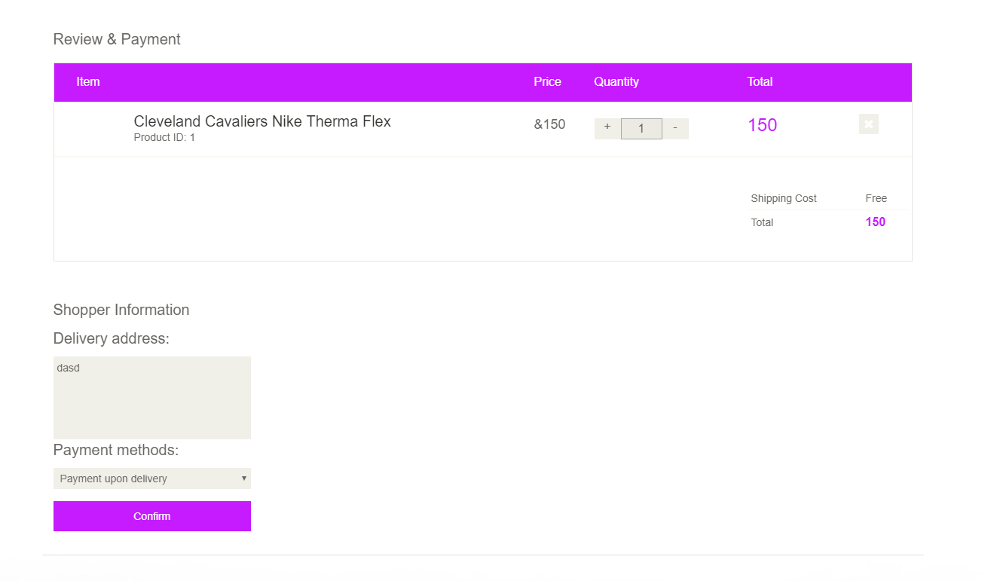 Review & Payment
Item Price Quantity Total
Cleveland Cavaliers Nike Therma Flex &150 + 1 - 150
Product ID: 1
Shipping Cost Free
Total 150
Shopper Information
Delivery address:
dasd
Payment methods:
Payment upon delivery
Confirm